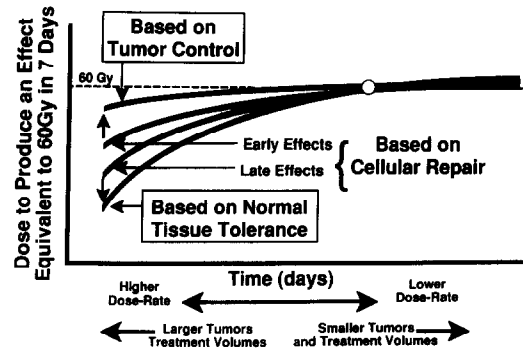 Dose to Produce an Effect
Equivalent to 60Gy in 7 Days
Based on
Tumor Control
60 Gy
Early Effects
Late Effects
Based on
Cellular Repair
Based on Normal
Tissue Tolerance
Time (days)
Higher
Dose-Rate
Lower
Dose-Rate
Larger Tumors
Treatment Volumes
Smaller Tumors
and Treatment Volumes